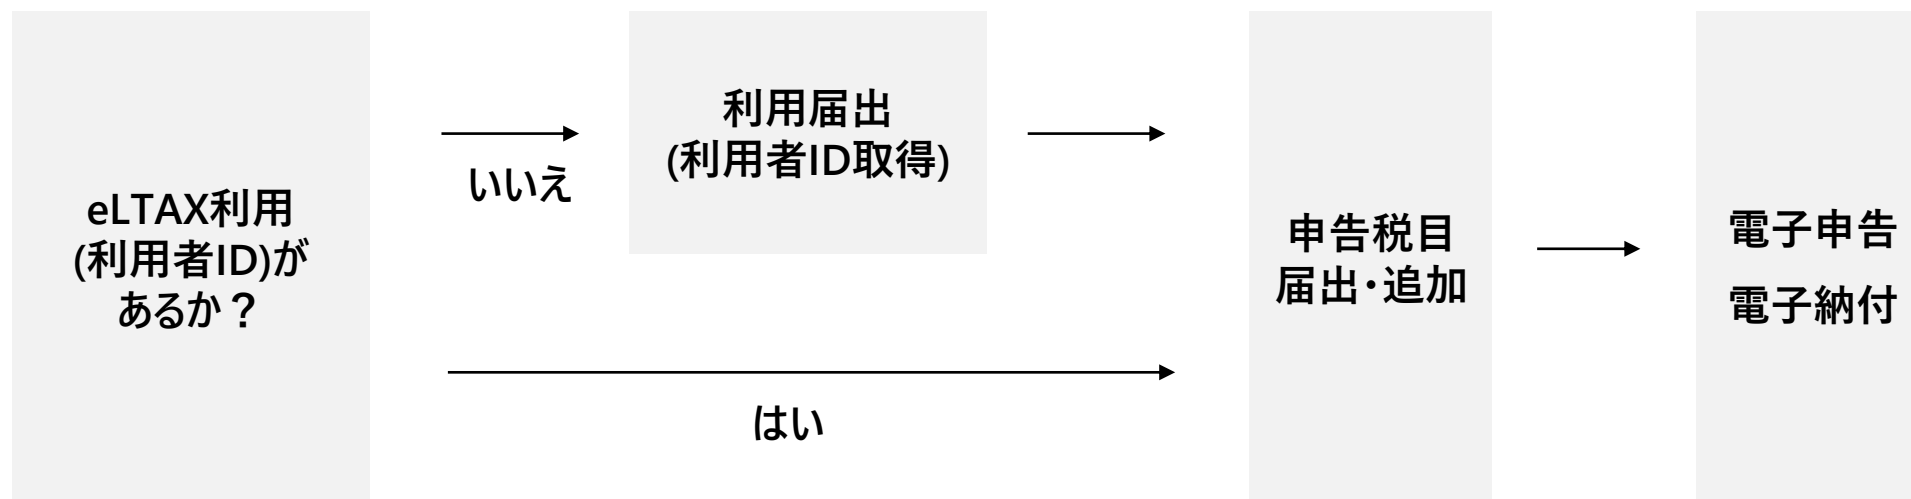 eLTAX利用
(利用者ID)が
あるか？
いいえ
利用届出
(利用者ID取得)
はい
申告税目
届出・追加
電子申告
電子納付